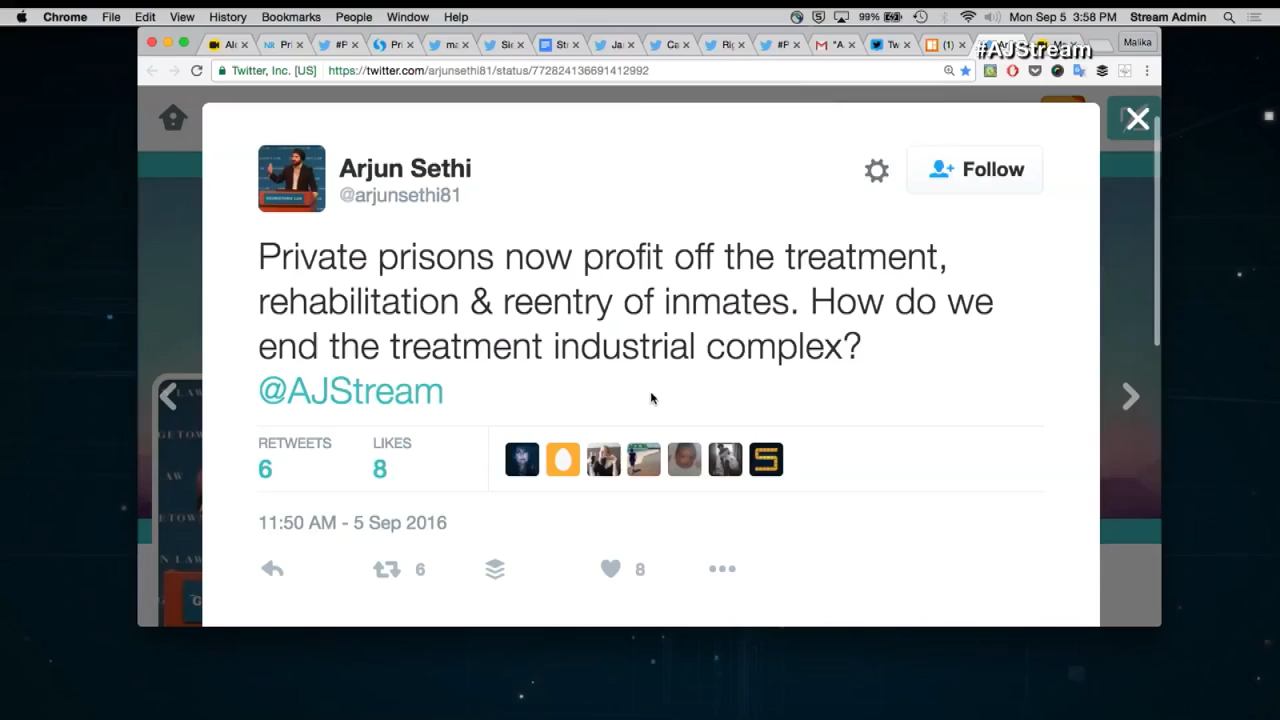 Chrome File Edit View History Bookmarks People Window Help 99% Mon Sep 5 3:58 PM Stream Admin
#AJStream
Malika
Twitter, Inc. [US] https://twitter.com/arjunsethi81/status/772824136691412992
Arjun Sethi
@arjunsethi81
Follow
Private prisons now profit off the treatment,
rehabilitation & reentry of inmates. How do we
end the treatment industrial complex?
@AJStream
RETWEETS LIKES
6 8
11:50 AM - 5 Sep 2016
6 8